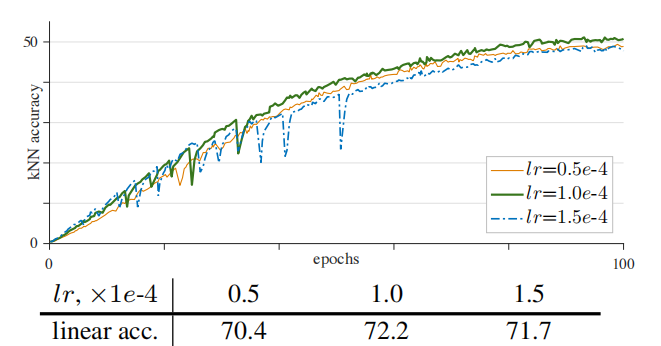 50
kNN accuracy
lr=0.5e-4
lr=1.0e-4
lr=1.5e-4
0
0 epochs 100
lr, ×1e-4 0.5 1.0 1.5
linear acc. 70.4 72.2 71.7